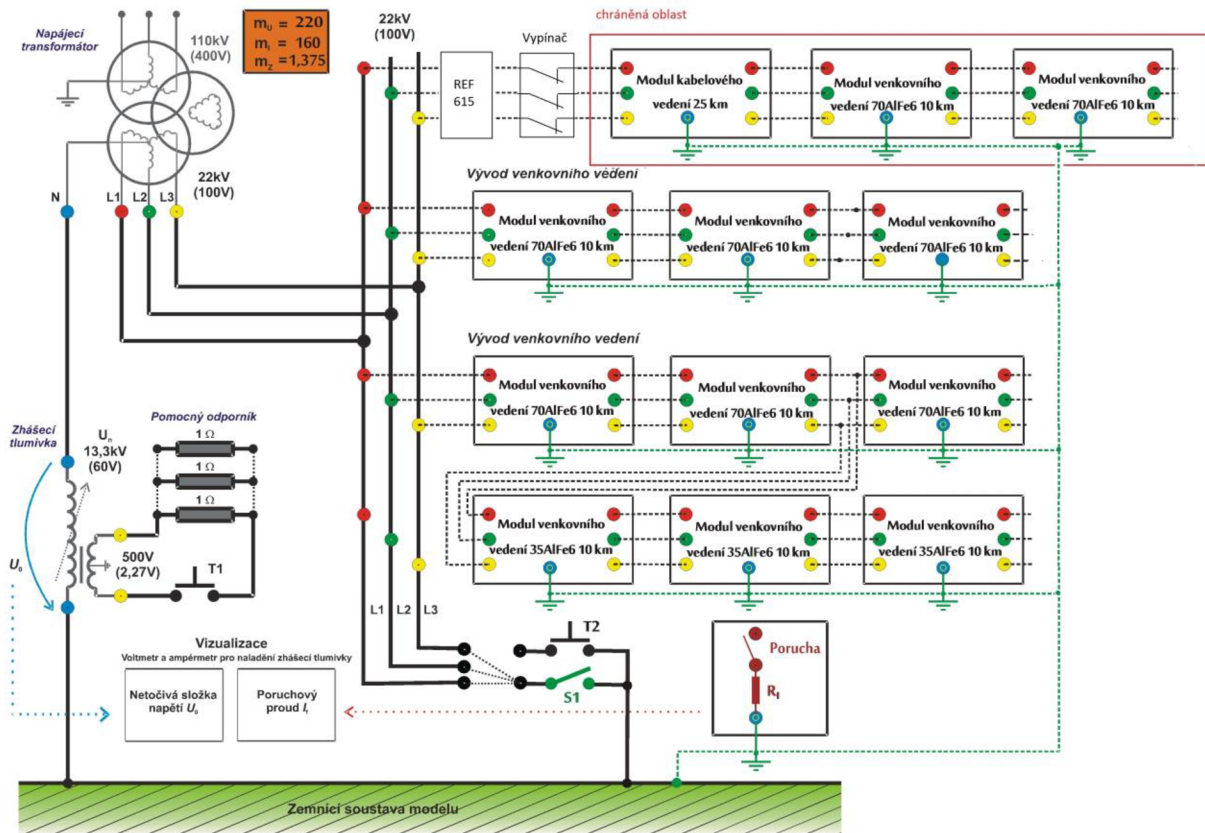 Napájecí
transformátor
110kV
(400V)
mU = 220
mI = 160
mZ = 1,375
22kV
(100V)
N
L1
L2
L3
22kV
(100V)
REF
615
Vypínač
chráněná oblast
Modul kabelového
vedení 25 km
Modul venkovního
vedení 70AlFe6 10 km
Modul venkovního
vedení 70AlFe6 10 km
Vývod venkovního vedení
Modul venkovního
vedení 70AlFe6 10 km
Modul venkovního
vedení 70AlFe6 10 km
Modul venkovního
vedení 70AlFe6 10 km
Vývod venkovního vedení
Modul venkovního
vedení 70AlFe6 10 km
Modul venkovního
vedení 70AlFe6 10 km
Modul venkovního
vedení 70AlFe6 10 km
Modul venkovního
vedení 35AlFe6 10 km
Modul venkovního
vedení 35AlFe6 10 km
Modul venkovního
vedení 35AlFe6 10 km
Zhášecí
tlumivka
Un
13,3kV
(60V)
Pomocný odporník
1 Ω
1 Ω
1 Ω
500V
(2,27V)
T1
U0
L1
L2
L3
T2
S1
Vizualizace
Voltmetr a ampérmetr pro naladění zhášecí tlumivky
Netočivá složka
napětí U0
Poruchový
proud If
Porucha
Rf
Zemnící soustava modelu